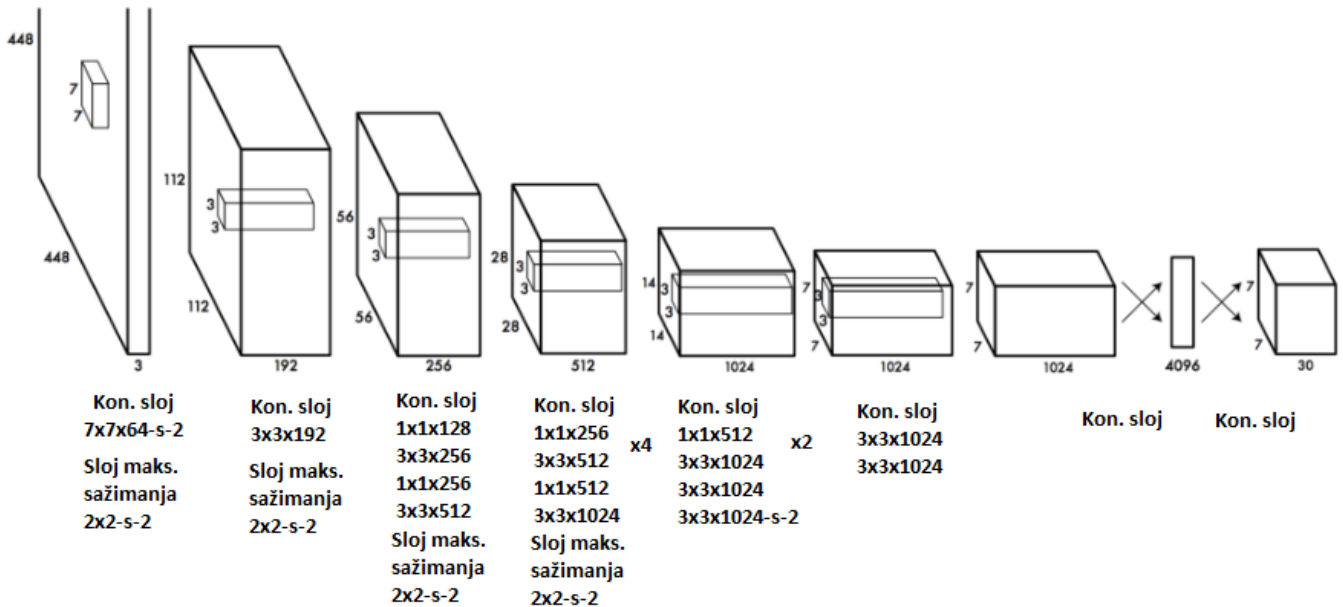 448
7
7
448
3
112
3
3
112
192
56
3
3
56
256
28
3
3
28
512
14
3
3
14
1024
7
3
3
7
1024
7
7
1024
4096
7
7
30
Kon. sloj
7x7x64-s-2
Sloj maks.
sažimanja
2x2-s-2
Kon. sloj
3x3x192
Sloj maks.
sažimanja
2x2-s-2
Kon. sloj
1x1x128
3x3x256
1x1x256
3x3x512
Sloj maks.
sažimanja
2x2-s-2
Kon. sloj
1x1x256
3x3x512
1x1x512
3x3x1024
Sloj maks.
sažimanja
2x2-s-2
x4
Kon. sloj
1x1x512
3x3x1024
3x3x1024
3x3x1024-s-2
x2
Kon. sloj
3x3x1024
3x3x1024
Kon. sloj
Kon. sloj